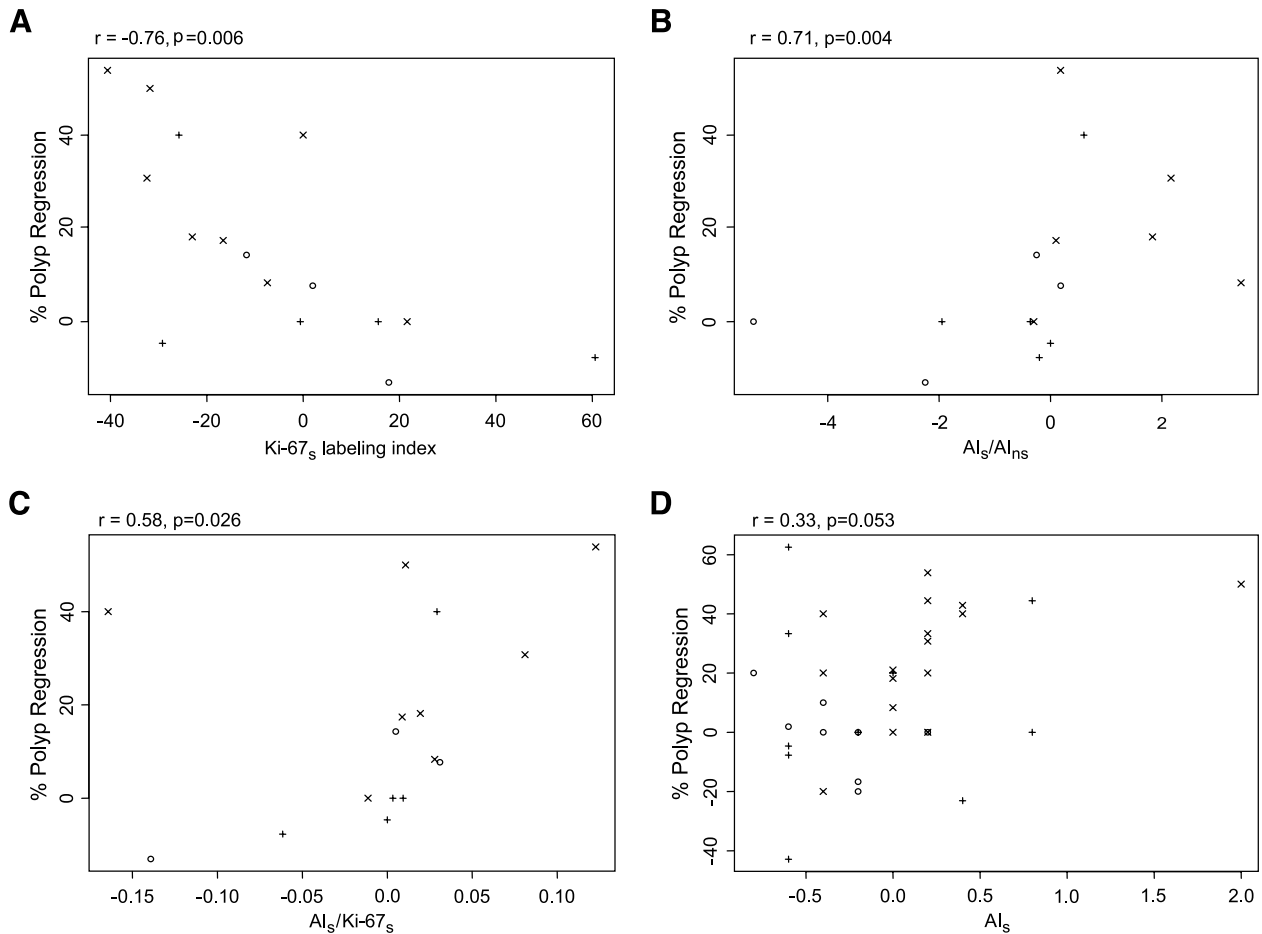 A
r = -0.76, p=0.006
% Polyp Regression
40
20
0
-40 -20 0 20 40 60
Ki-67s labeling index
B
r = 0.71, p=0.004
% Polyp Regression
40
20
0
-4 -2 0 2
AIs/AIns
C
r = 0.58, p=0.026
% Polyp Regression
40
20
0
-0.15 -0.10 -0.05 0.0 0.05 0.10
AIs/Ki-67s
D
r = 0.33, p=0.053
% Polyp Regression
60
40
20
0
-20
-40
-0.5 0.0 0.5 1.0 1.5 2.0
AIs